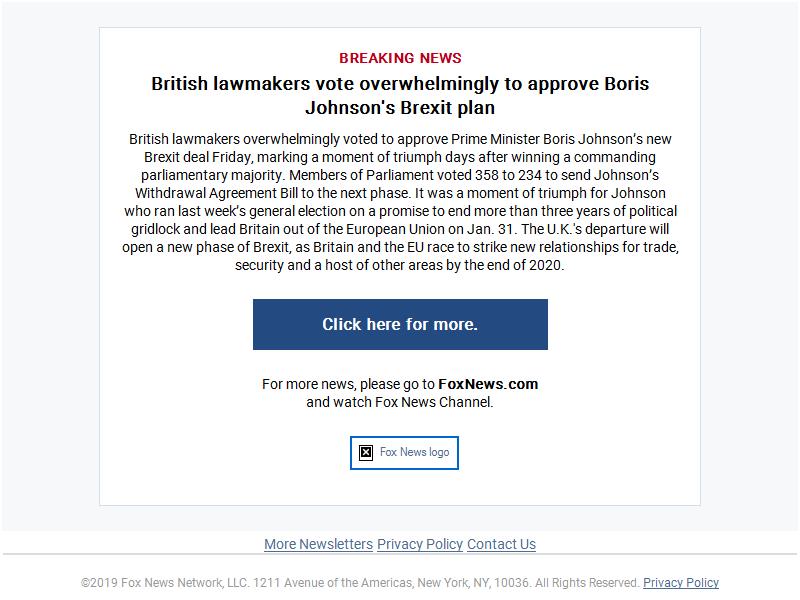 BREAKING NEWS
British lawmakers vote overwhelmingly to approve Boris
Johnson's Brexit plan
British lawmakers overwhelmingly voted to approve Prime Minister Boris Johnson’s new
Brexit deal Friday, marking a moment of triumph days after winning a commanding
parliamentary majority. Members of Parliament voted 358 to 234 to send Johnson’s
Withdrawal Agreement Bill to the next phase. It was a moment of triumph for Johnson
who ran last week’s general election on a promise to end more than three years of political
gridlock and lead Britain out of the European Union on Jan. 31. The U.K.'s departure will
open a new phase of Brexit, as Britain and the EU race to strike new relationships for trade,
security and a host of other areas by the end of 2020.
Click here for more.
For more news, please go to FoxNews.com
and watch Fox News Channel.
Fox News logo
More Newsletters Privacy Policy Contact Us
©2019 Fox News Network, LLC. 1211 Avenue of the Americas, New York, NY, 10036. All Rights Reserved. Privacy Policy